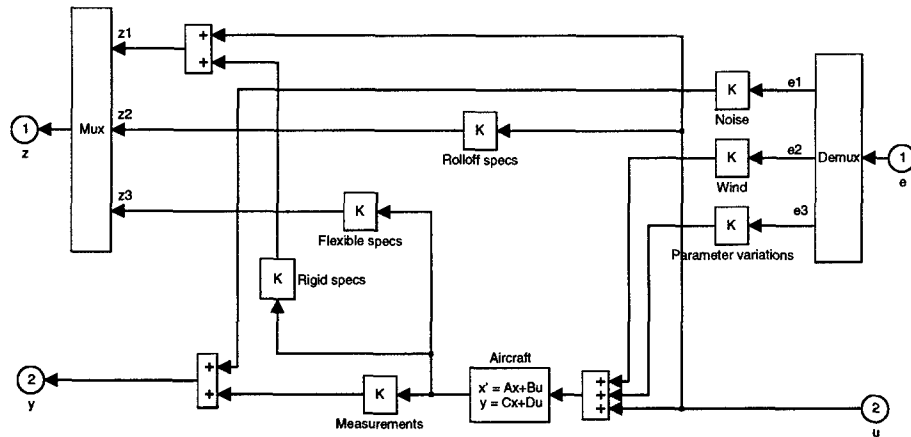 z1
+
+
e1
K
Noise
1
z
Mux
z2
K
Rolloff specs
e2
K
Wind
Demux
1
e
z3
K
Flexible specs
e3
K
Parameter variations
K
Rigid specs
Aircraft
x' = Ax+Bu
y = Cx+Du
2
y
+
+
K
Measurements
+
+
+
2
u